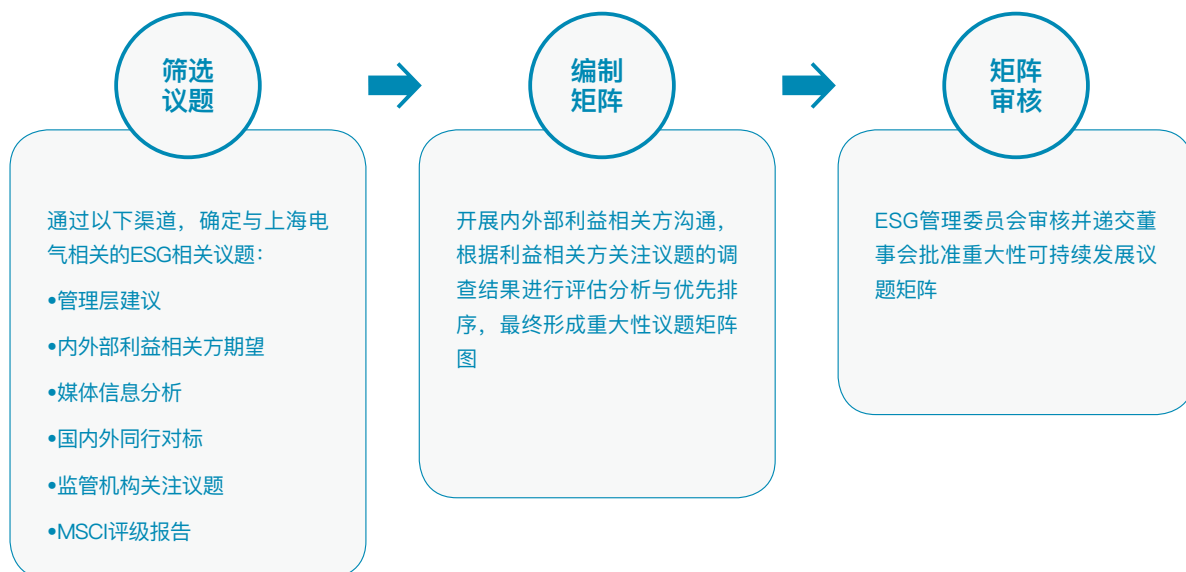 筛选
议题
通过以下渠道，确定与上海电
气相关的ESG相关议题：
•管理层建议
•内外部利益相关方期望
•媒体信息分析
•国内外同行对标
•监管机构关注议题
•MSCI评级报告
编制
矩阵
开展内外部利益相关方沟通，
根据利益相关方关注议题的调
查结果进行评估分析与优先排
序，最终形成重大性议题矩阵
图
矩阵
审核
ESG管理委员会审核并递交董
事会批准重大性可持续发展议
题矩阵